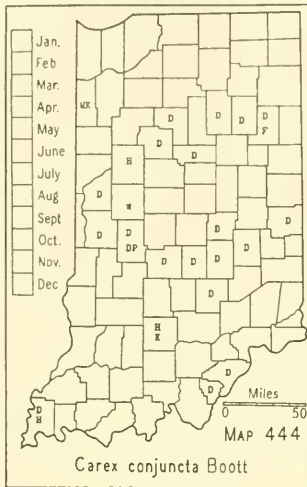 Jan.
Feb
Mar.
Apr.
May
June
July
Aug
Sept
Oct.
Nov.
Dec
MK
D D D D
F
D D
H
D W D
D D D
DP D D D
D
H
K
D
D
D
H
Miles
0 50
MAP 444
Carex conjuncta Boott